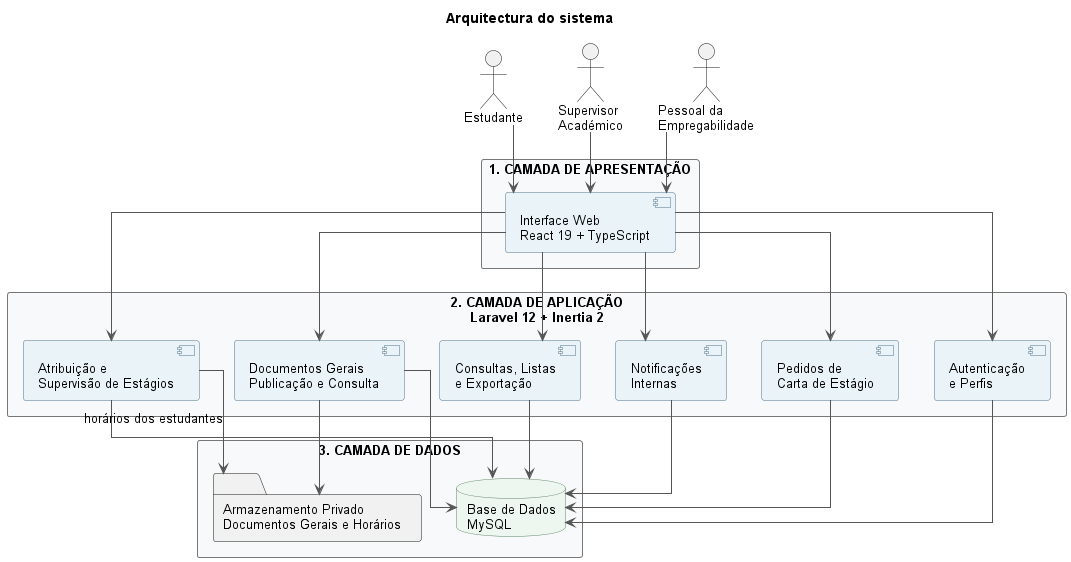 Arquitectura do sistema
Estudante
Supervisor
Académico
Pessoal da
Empregabilidade
1. CAMADA DE APRESENTAÇÃO
Interface Web
React 19 + TypeScript
2. CAMADA DE APLICAÇÃO
Laravel 12 + Inertia 2
Atribuição e
Supervisão de Estágios
Documentos Gerais
Publicação e Consulta
Consultas, Listas
e Exportação
Notificações
Internas
Pedidos de
Carta de Estágio
Autenticação
e Perfis
horários dos estudantes
3. CAMADA DE DADOS
Armazenamento Privado
Documentos Gerais e Horários
Base de Dados
MySQL